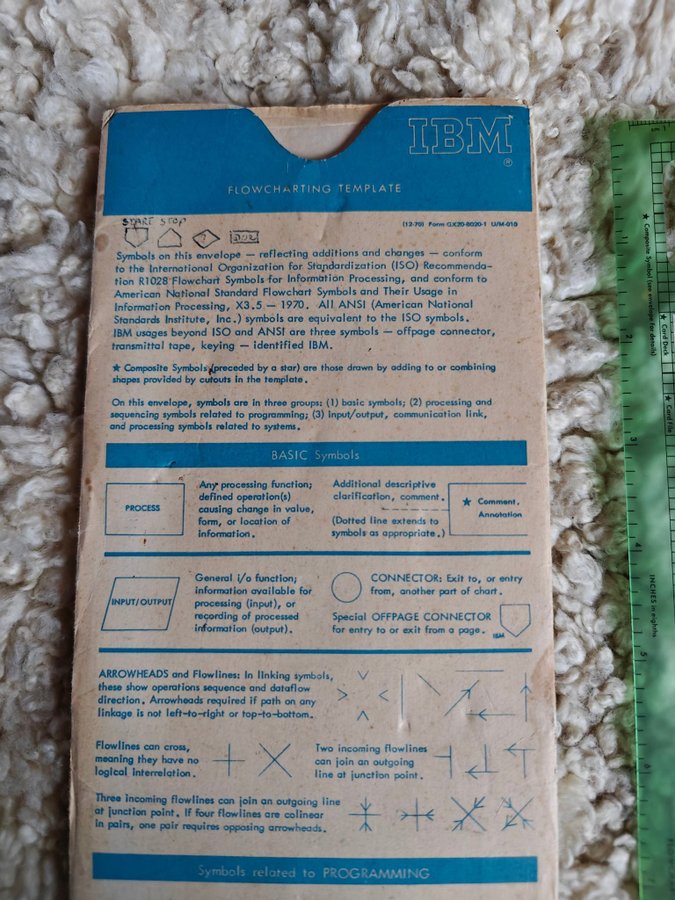 IBM
®
FLOWCHARTING TEMPLATE
START STOP
(12-70) Form GX20-8020-1 U/M-010
Symbols on this envelope — reflecting additions and changes — conform
to the International Organization for Standardization (ISO) Recommenda-
tion R1028 Flowchart Symbols for Information Processing, and conform to
American National Standard Flowchart Symbols and Their Usage in
Information Processing, X3.5 — 1970. All ANSI (American National
Standards Institute, Inc.) symbols are equivalent to the ISO symbols.
IBM usages beyond ISO and ANSI are three symbols — offpage connector,
transmittal tape, keying — identified IBM.
★ Composite Symbols (preceded by a star) are those drawn by adding to or combining
shapes provided by cutouts in the template.
On this envelope, symbols are in three groups: (1) basic symbols; (2) processing and
sequencing symbols related to programming; (3) input/output, communication link,
and processing symbols related to systems.
BASIC Symbols
PROCESS
Any processing function;
defined operation(s)
causing change in value,
form, or location of
information.
Additional descriptive
clarification, comment.
(Dotted line extends to
symbols as appropriate.)
★ Comment,
Annotation
INPUT/OUTPUT
General i/o function;
information available for
processing (input), or
recording of processed
information (output).
CONNECTOR: Exit to, or entry
from, another part of chart.
Special OFFPAGE CONNECTOR
for entry to or exit from a page.
IBM
ARROWHEADS and Flowlines: In linking symbols,
these show operations sequence and dataflow
direction. Arrowheads required if path on any
linkage is not left-to-right or top-to-bottom.
Flowlines can cross,
meaning they have no
logical interrelation.
Two incoming flowlines
can join an outgoing
line at junction point.
Three incoming flowlines can join an outgoing line
at junction point. If four flowlines are colinear
in pairs, one pair requires opposing arrowheads.
Symbols related to PROGRAMMING
★ Composite Symbol (see envelope for details)
★ Card Deck
★ Card File
cm 1
2
3
4
5
6
INCHES in eighths